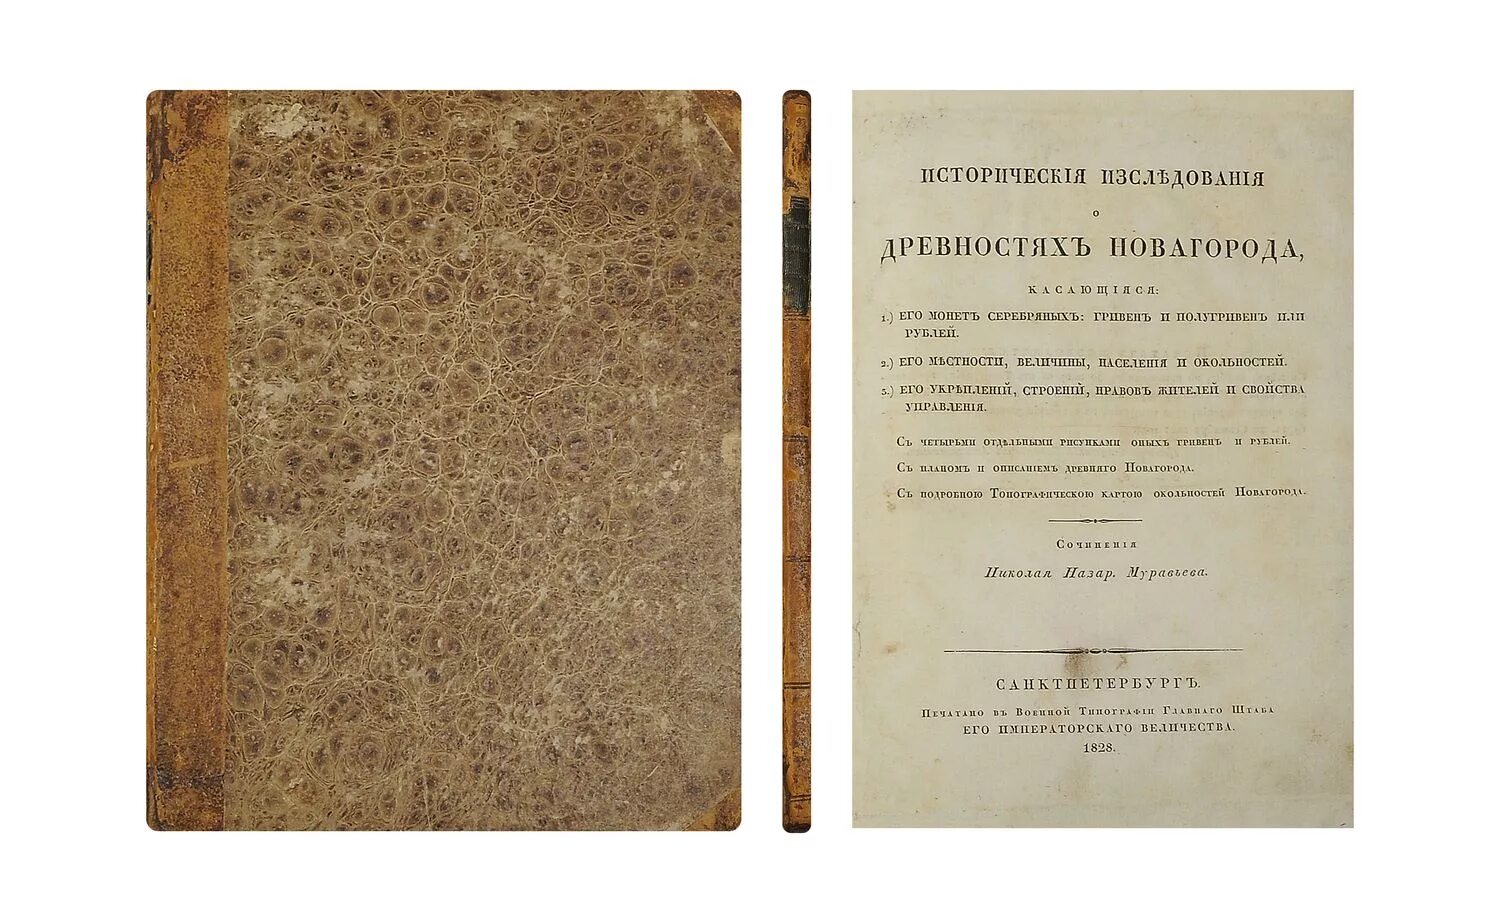 ИСТОРИЧЕСКІЯ ИЗСЛѢДОВАНІЯ
О
ДРЕВНОСТЯХЪ НОВАГОРОДА,
КАСАЮЩІЯСЯ:
1.) ЕГО МОНЕТЪ СЕРЕБРЯНЫХЪ: ГРИВЕНЪ И ПОЛУГРИВЕНЪ ИЛИ
РУБЛЕЙ.
2.) ЕГО МѢСТНОСТИ, ВЕЛИЧИНЫ, НАСЕЛЕНІЯ И ОКОЛЬНОСТЕЙ.
3.) ЕГО УКРѢПЛЕНІЙ, СТРОЕНІЙ, НРАВОВЪ ЖИТЕЛЕЙ И СВОЙСТВА
УПРАВЛЕНІЯ.
Съ четырьми отдѣльными рисунками оныхъ гривенъ и рублей.
Съ планомъ и описаніемъ древняго Новагорода.
Съ подробною Топографическою картою окольностей Новагорода.
Сочиненія
Николая Назар. Муравьева.
САНКТПЕТЕРБУРГЪ.
Печатано въ Военной Типографіи Главнаго Штаба
ЕГО ИМПЕРАТОРСКАГО ВЕЛИЧЕСТВА.
1828.